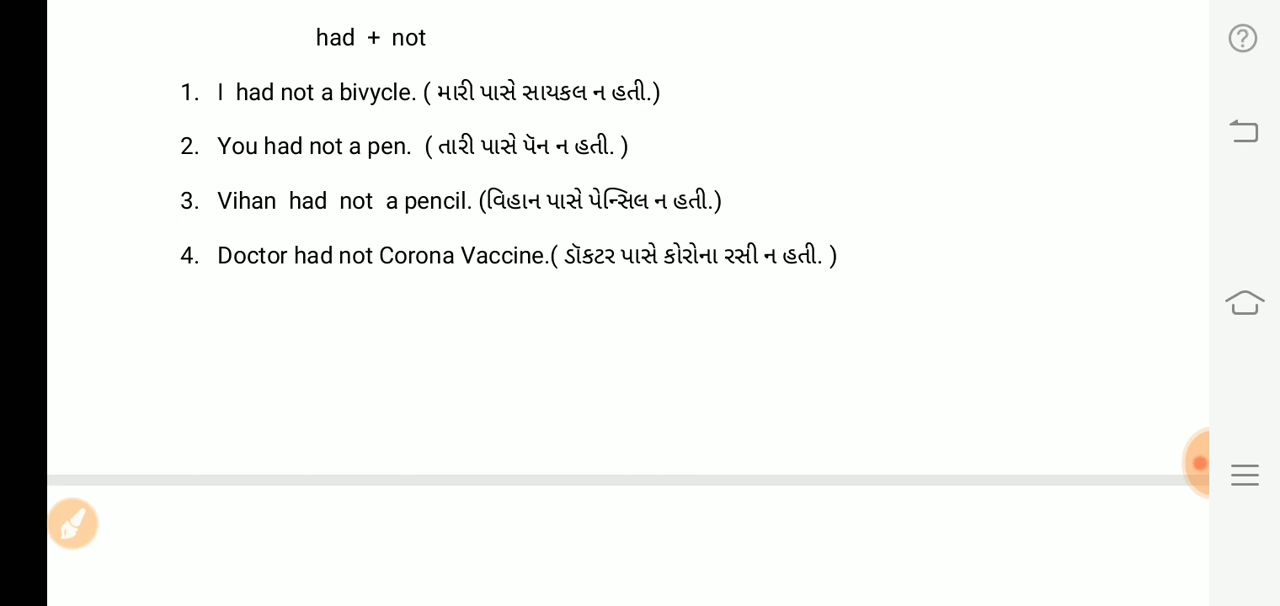 had + not
1. I had not a bivycle. ( મારી પાસે સાયકલ ન હતી.)
2. You had not a pen. ( તારી પાસે પૅન ન હતી. )
3. Vihan had not a pencil. (વિહાન પાસે પેન્સિલ ન હતી.)
4. Doctor had not Corona Vaccine.( ડૉકટર પાસે કોરોના રસી ન હતી. )